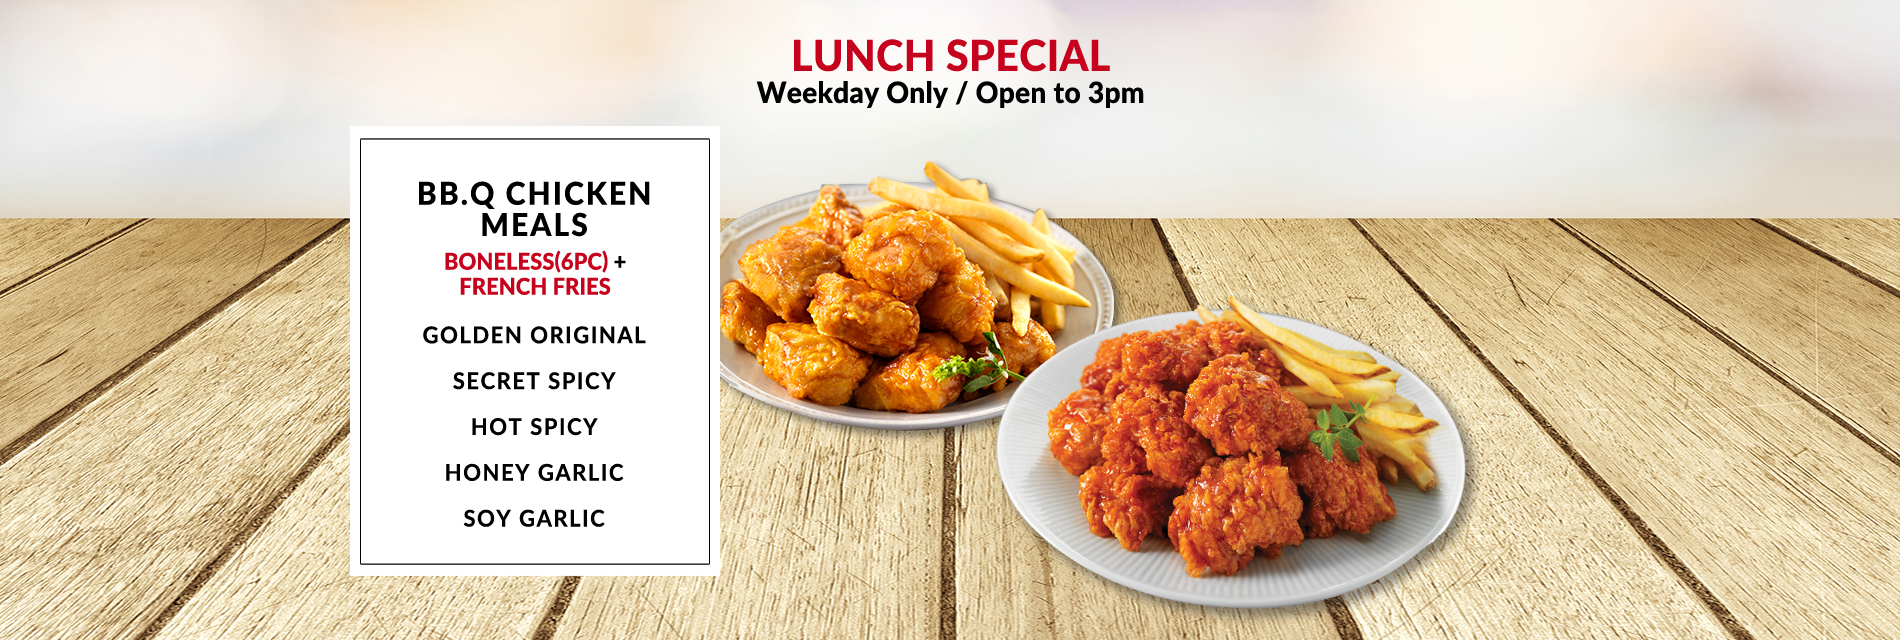 LUNCH SPECIAL
Weekday Only / Open to 3pm
BB.Q CHICKEN
MEALS
BONELESS(6PC) +
FRENCH FRIES
GOLDEN ORIGINAL
SECRET SPICY
HOT SPICY
HONEY GARLIC
SOY GARLIC